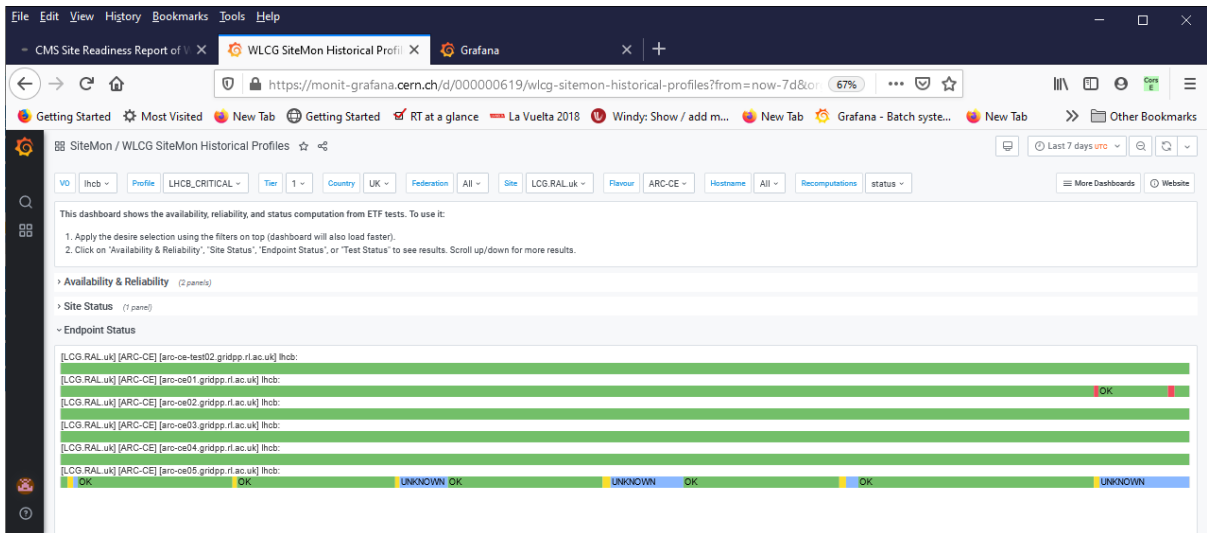 File Edit View History Bookmarks Tools Help
CMS Site Readiness Report of W
WLCG SiteMon Historical Profil
Grafana
https://monit-grafana.cern.ch/d/000000619/wlcg-sitemon-historical-profiles?from=now-7d&or 67%
Getting Started Most Visited New Tab Getting Started RT at a glance La Vuelta 2018 Windy: Show / add m... New Tab Grafana - Batch syste... New Tab Other Bookmarks
SiteMon / WLCG SiteMon Historical Profiles Last 7 days UTC
VO lhcb Profile LHCB_CRITICAL Tier 1 Country UK Federation All Site LCG.RAL.uk Flavour ARC-CE Hostname All Recomputations status More Dashboards Website
This dashboard shows the availability, reliability, and status computation from ETF tests. To use it:
1. Apply the desire selection using the filters on top (dashboard will also load faster).
2. Click on "Availability & Reliability", "Site Status", "Endpoint Status", or "Test Status" to see results. Scroll up/down for more results.
Availability & Reliability (2 panels)
Site Status (1 panel)
Endpoint Status
[LCG.RAL.uk] [ARC-CE] [arc-ce-test02.gridpp.rl.ac.uk] lhcb:
[LCG.RAL.uk] [ARC-CE] [arc-ce01.gridpp.rl.ac.uk] lhcb:
OK
[LCG.RAL.uk] [ARC-CE] [arc-ce02.gridpp.rl.ac.uk] lhcb:
[LCG.RAL.uk] [ARC-CE] [arc-ce03.gridpp.rl.ac.uk] lhcb:
[LCG.RAL.uk] [ARC-CE] [arc-ce04.gridpp.rl.ac.uk] lhcb:
[LCG.RAL.uk] [ARC-CE] [arc-ce05.gridpp.rl.ac.uk] lhcb:
OK OK UNKNOWN OK UNKNOWN OK OK UNKNOWN